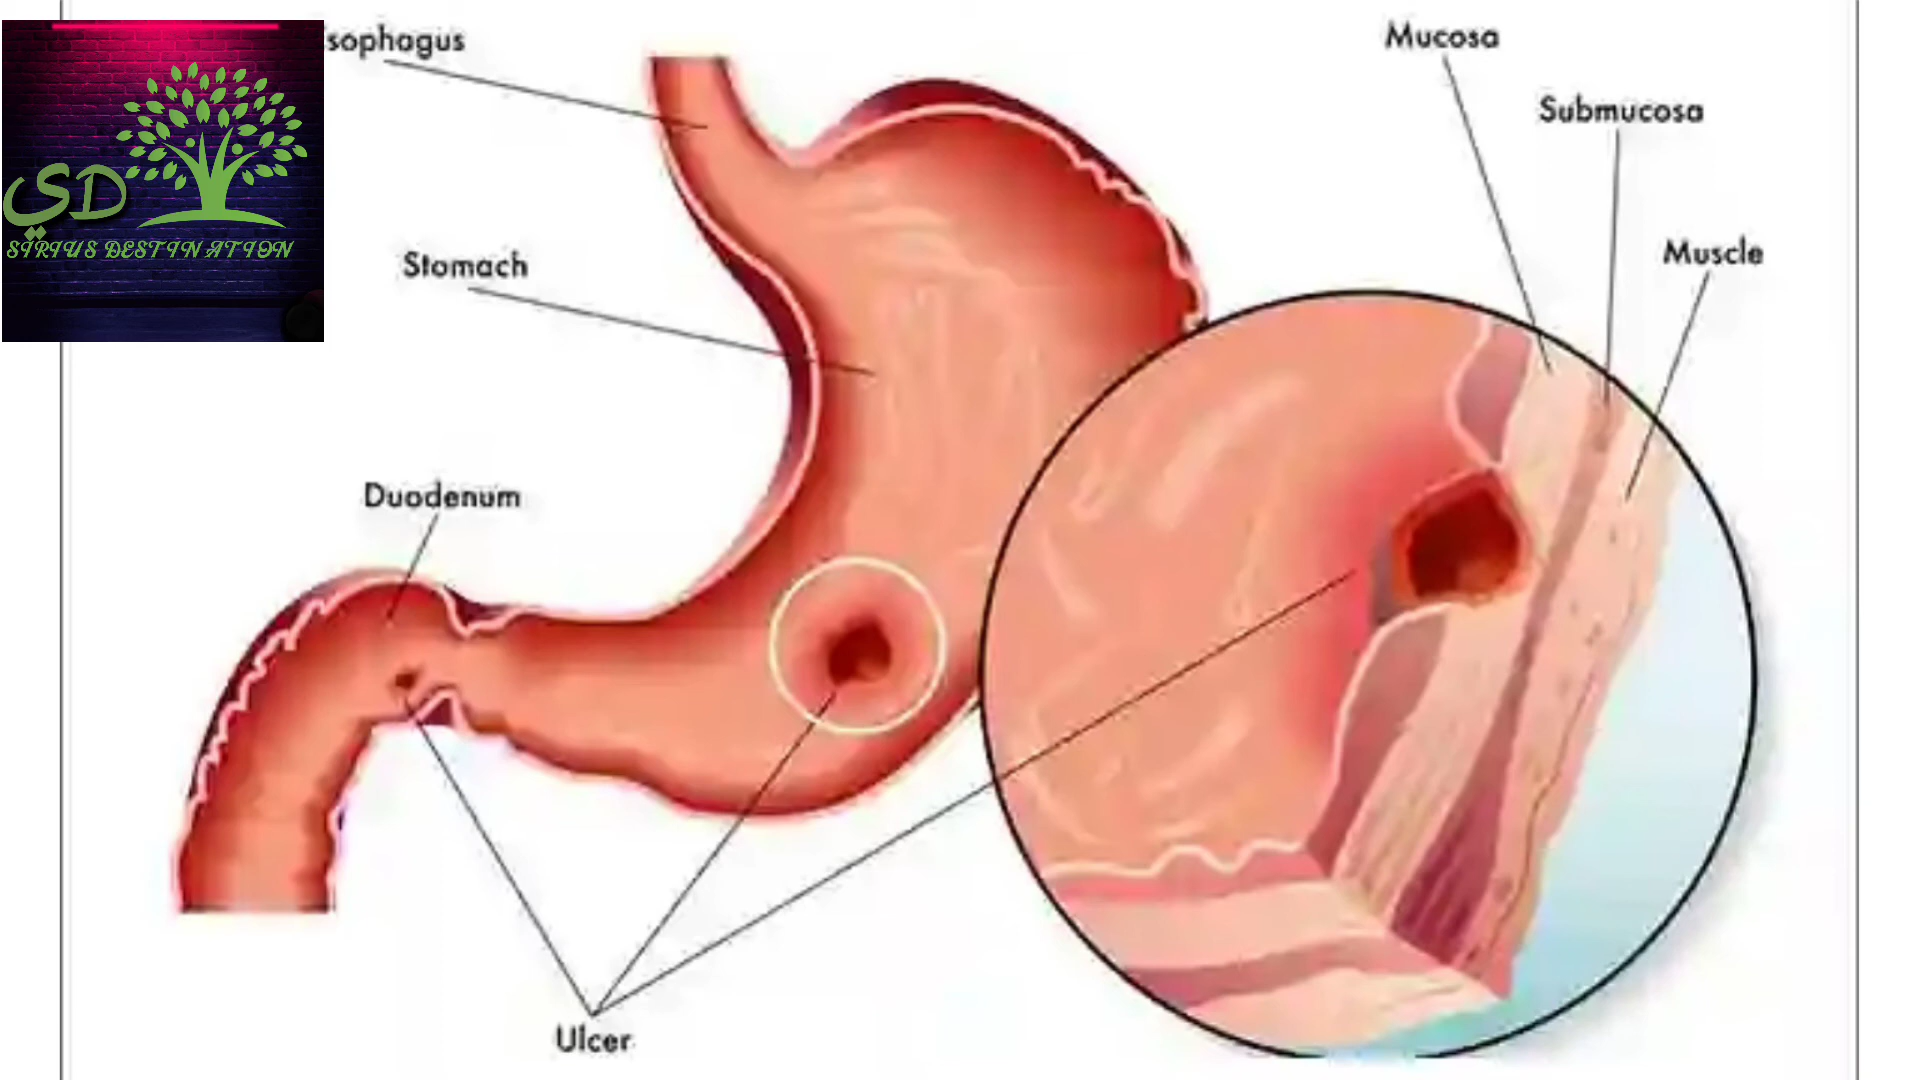 SD
SIRIUS DESTINATION
sophagus
Mucosa
Submucosa
Muscle
Stomach
Duodenum
Ulcer